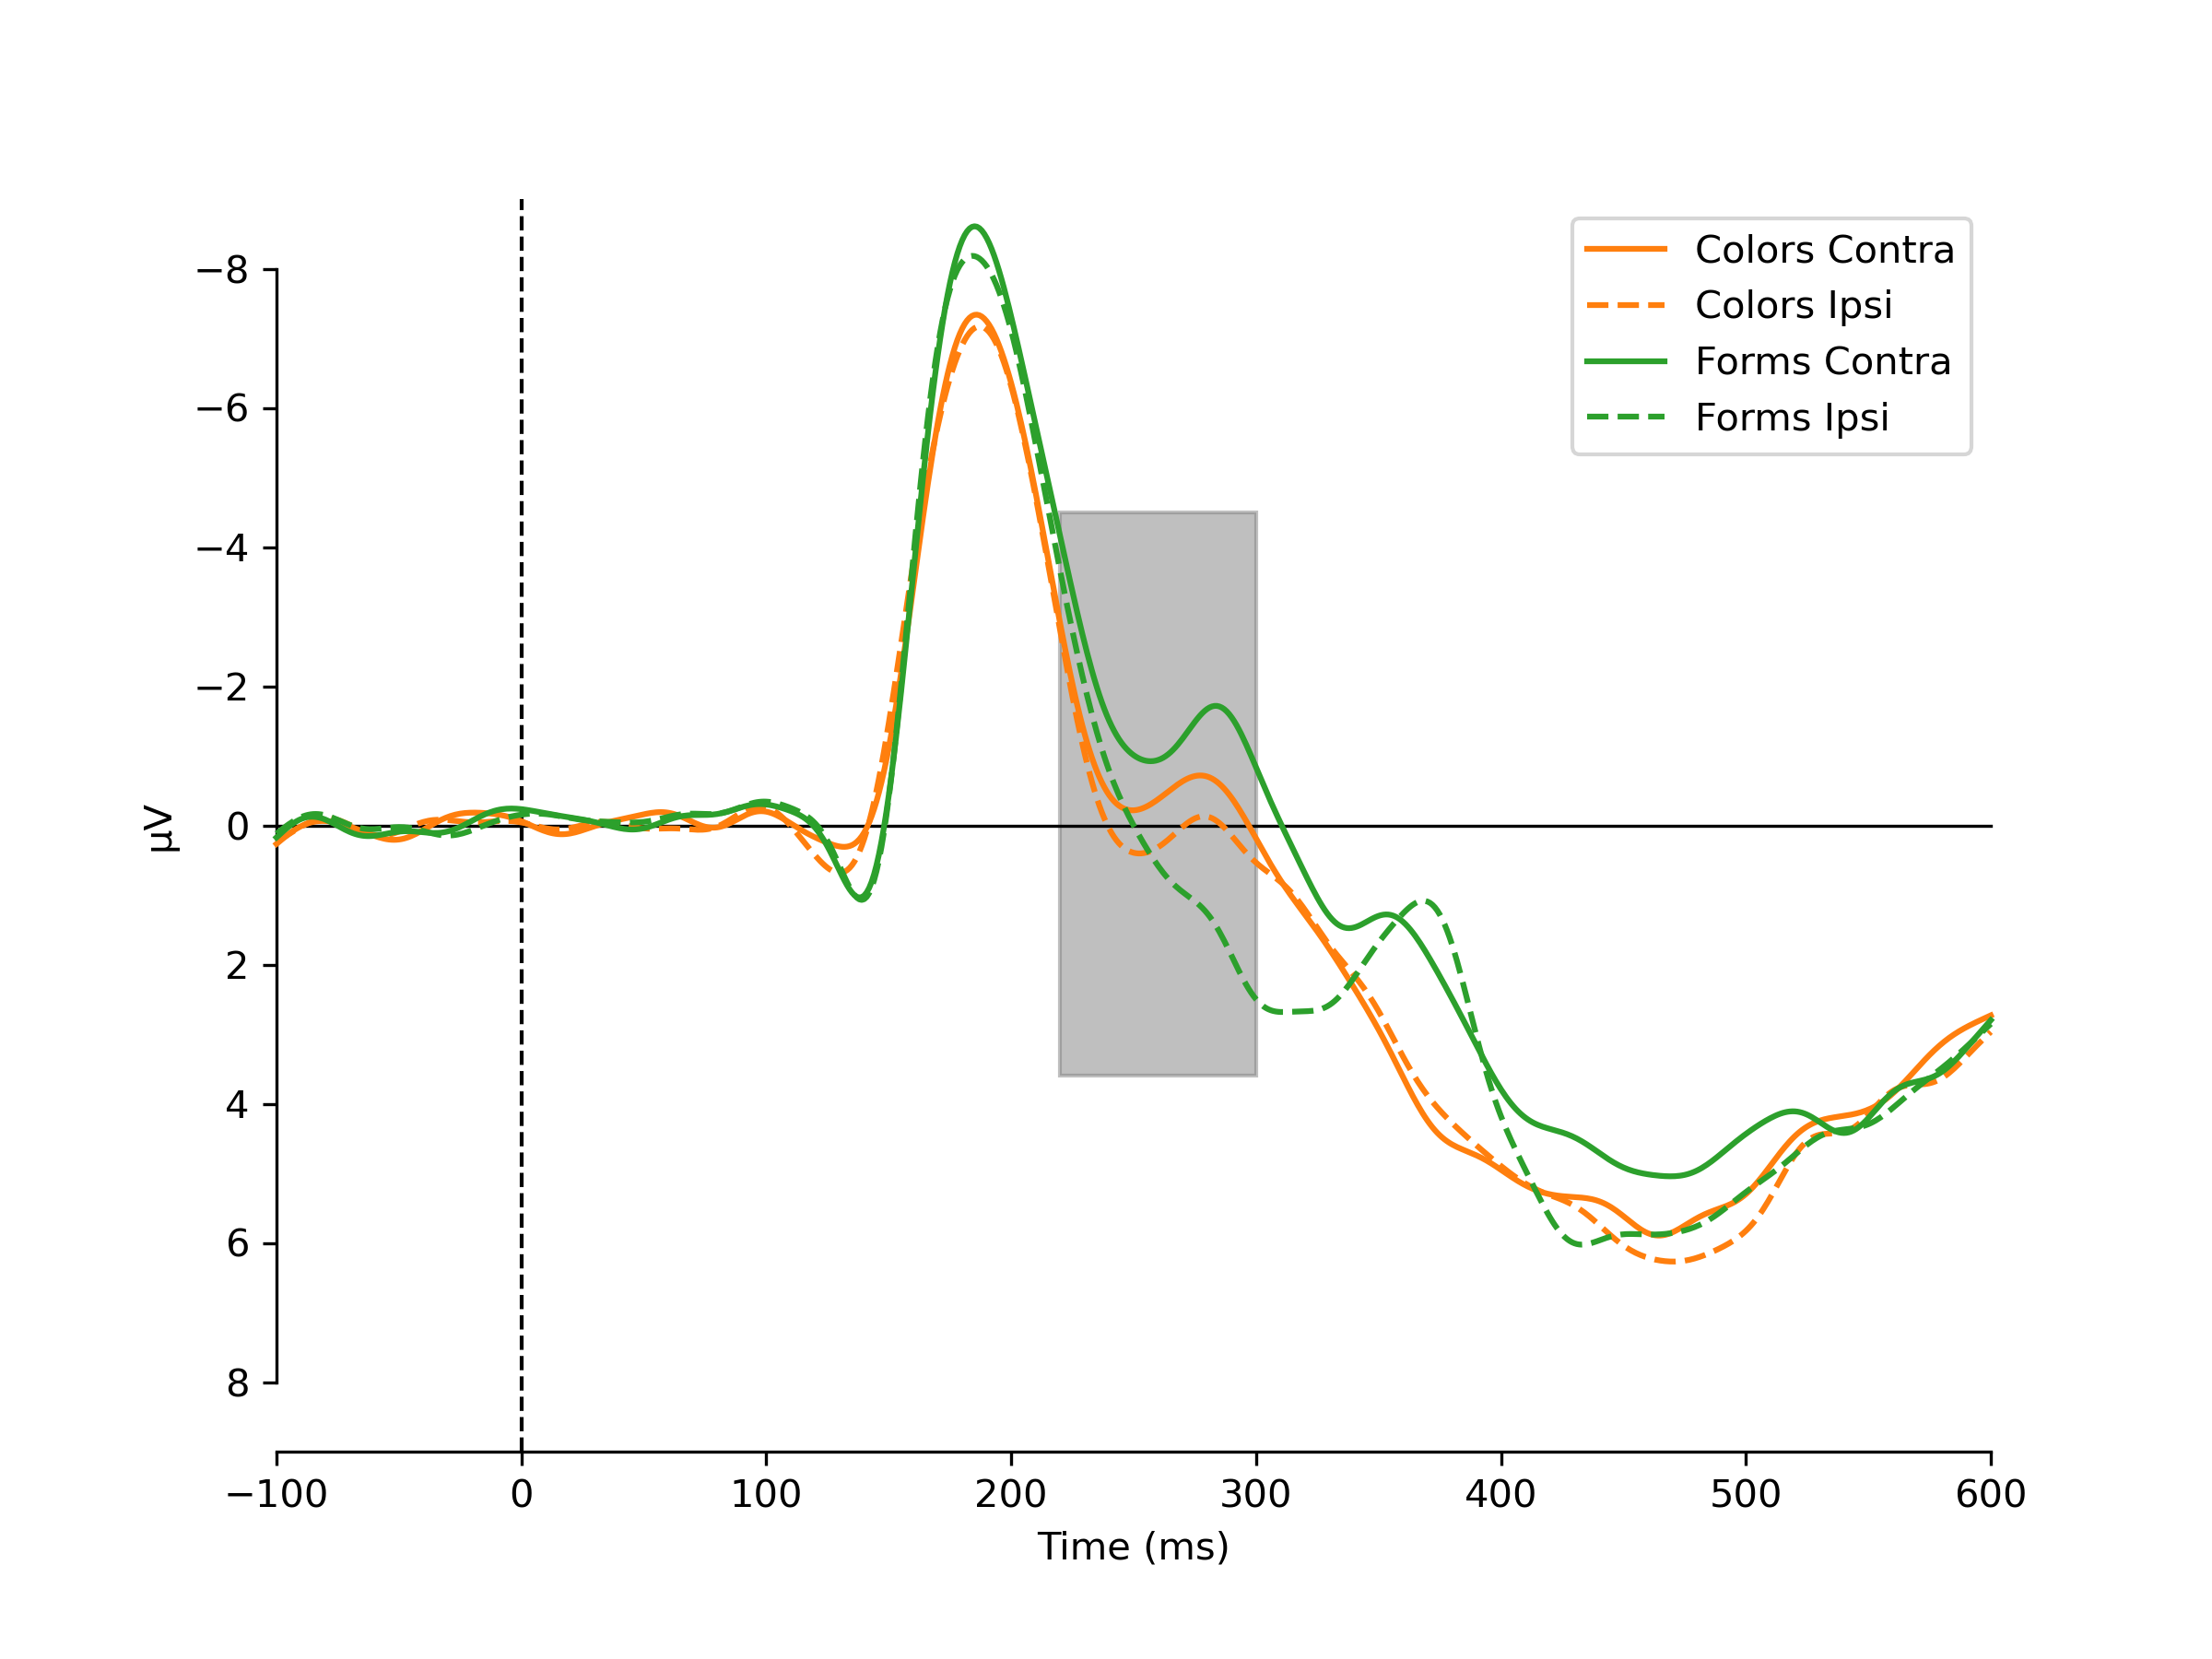 Colors Contra
Colors Ipsi
Forms Contra
Forms Ipsi
−8
−6
−4
−2
0
2
4
6
8
µV
−100 0 100 200 300 400 500 600
Time (ms)